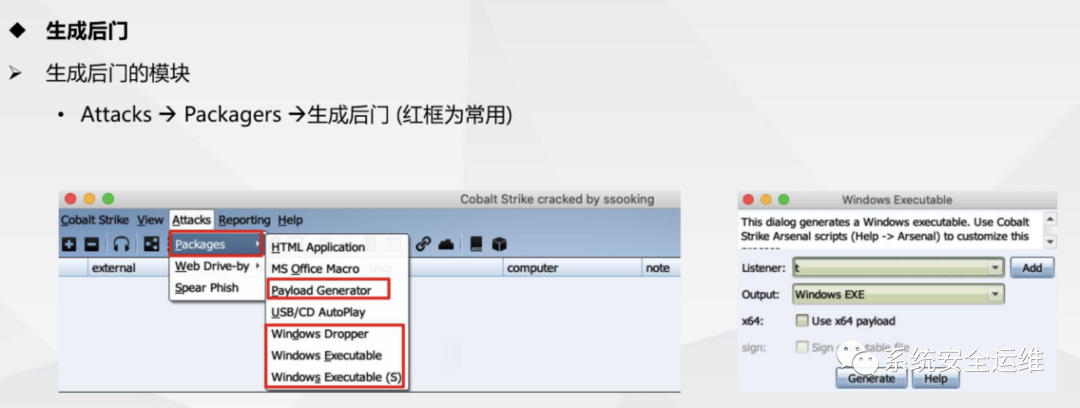 ◆ 生成后门
➢ 生成后门的模块
• Attacks → Packagers →生成后门 (红框为常用)
Cobalt Strike cracked by ssooking
Cobalt Strike View Attacks Reporting Help
Packages
Web Drive-by
Spear Phish
HTML Application
MS Office Macro
Payload Generator
USB/CD AutoPlay
Windows Dropper
Windows Executable
Windows Executable (S)
external
computer
note
Windows Executable
This dialog generates a Windows executable. Use Cobalt
Strike Arsenal scripts (Help -> Arsenal) to customize this
Listener: t Add
Output: Windows EXE
x64: Use x64 payload
sign: Sign executable file
Generate Help
系统安全运维